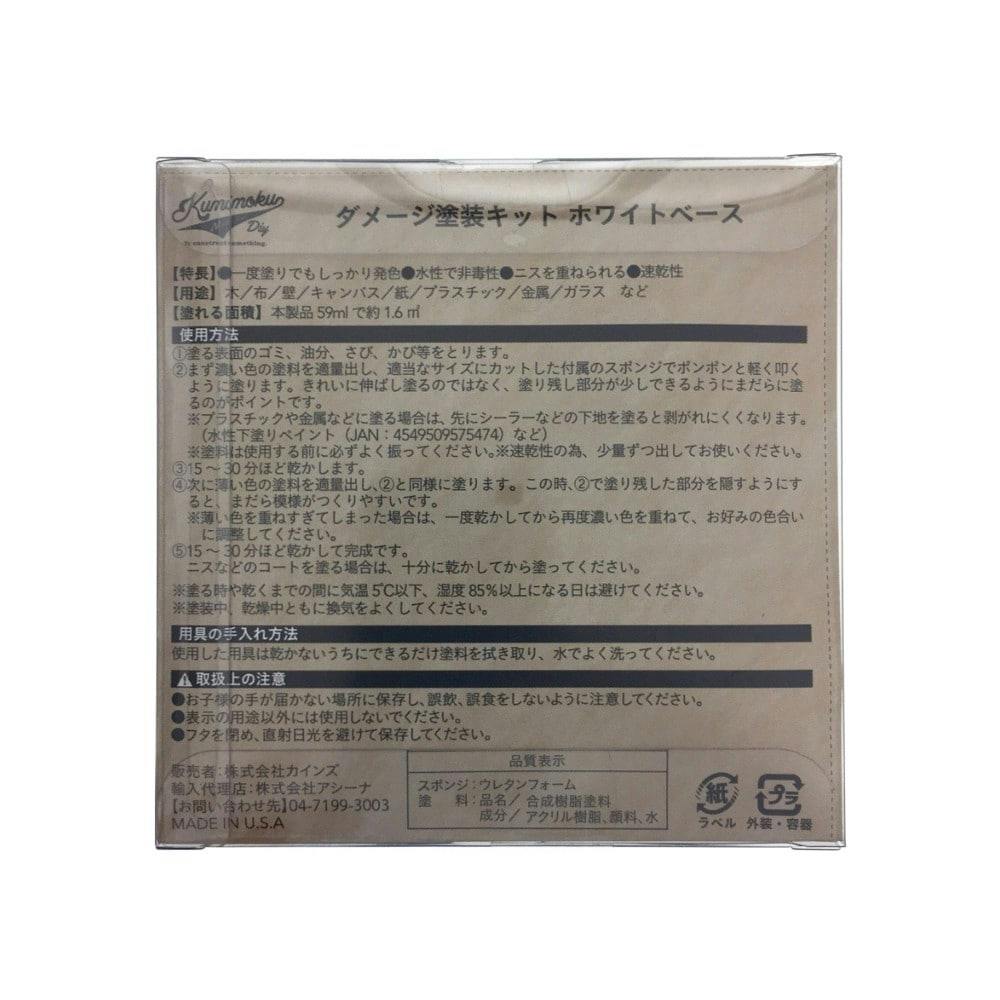 Kumimoku
Diy
To construct something.
ダメージ塗装キット ホワイトベース
【特長】●一度塗りでもしっかり発色●水性で非毒性●ニスを重ねられる●速乾性
【用途】木／布／壁／キャンバス／紙／プラスチック／金属／ガラス など
【塗れる面積】本製品59mlで約1.6㎡
使用方法
①塗る表面のゴミ、油分、さび、かび等をとります。
②まず濃い色の塗料を適量出し、適当なサイズにカットした付属のスポンジでポンポンと軽く叩く
ように塗ります。きれいに伸ばし塗るのではなく、塗り残し部分が少しできるようにまだらに塗
るのがポイントです。
※プラスチックや金属などに塗る場合は、先にシーラーなどの下地を塗ると剥がれにくくなります。
（水性下塗りペイント（JAN：4549509575474）など）
※塗料は使用する前に必ずよく振ってください。※速乾性の為、少量ずつ出してお使いください。
③15～30分ほど乾かします。
④次に薄い色の塗料を適量出し、②と同様に塗ります。この時、②で塗り残した部分を隠すようにす
ると、まだら模様がつくりやすいです。
※薄い色を重ねすぎてしまった場合は、一度乾かしてから再度濃い色を重ねて、お好みの色合い
に調整してください。
⑤15～30分ほど乾かして完成です。
ニスなどのコートを塗る場合は、十分に乾かしてから塗ってください。
※塗る時や乾くまでの間に気温5℃以下、湿度85％以上になる日は避けてください。
※塗装中、乾燥中ともに換気をよくしてください。
用具の手入れ方法
使用した用具は乾かないうちにできるだけ塗料を拭き取り、水でよく洗ってください。
取扱上の注意
●お子様の手が届かない場所に保存し、誤飲、誤食をしないように注意してください。
●表示の用途以外には使用しないでください。
●フタを閉め、直射日光を避けて保存してください。
販売者：株式会社カインズ
輸入代理店：株式会社アシーナ
【お問い合わせ先】04-7199-3003
MADE IN U.S.A
品質表示
スポンジ：ウレタンフォーム
塗 料：品名／合成樹脂塗料
成分／アクリル樹脂、顔料、水
紙
ラベル
プラ
外装・容器